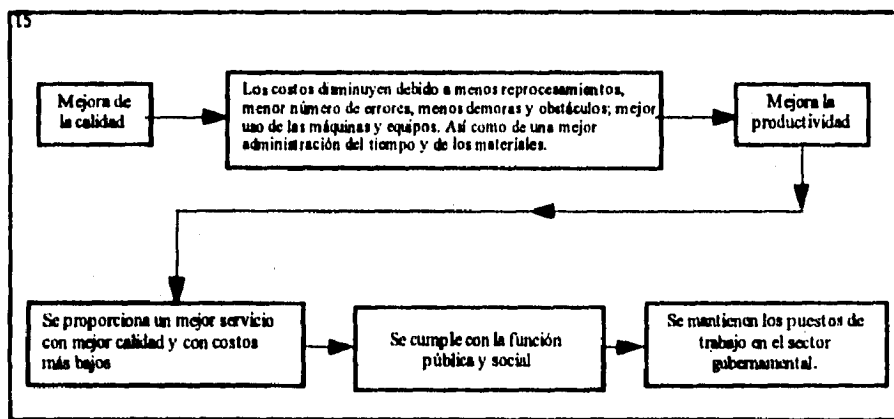 1.5
Mejora de
la calidad
Los costos disminuyen debido a menos reprocesamientos,
menor número de errores, menos demoras y obstáculos; mejor
uso de las máquinas y equipos. Así como de una mejor
administración del tiempo y de los materiales.
Mejora la
productividad
Se proporciona un mejor servicio
con mejor calidad y con costos
más bajos
Se cumple con la función
pública y social
Se mantienen los puestos de
trabajo en el sector
gubernamental.